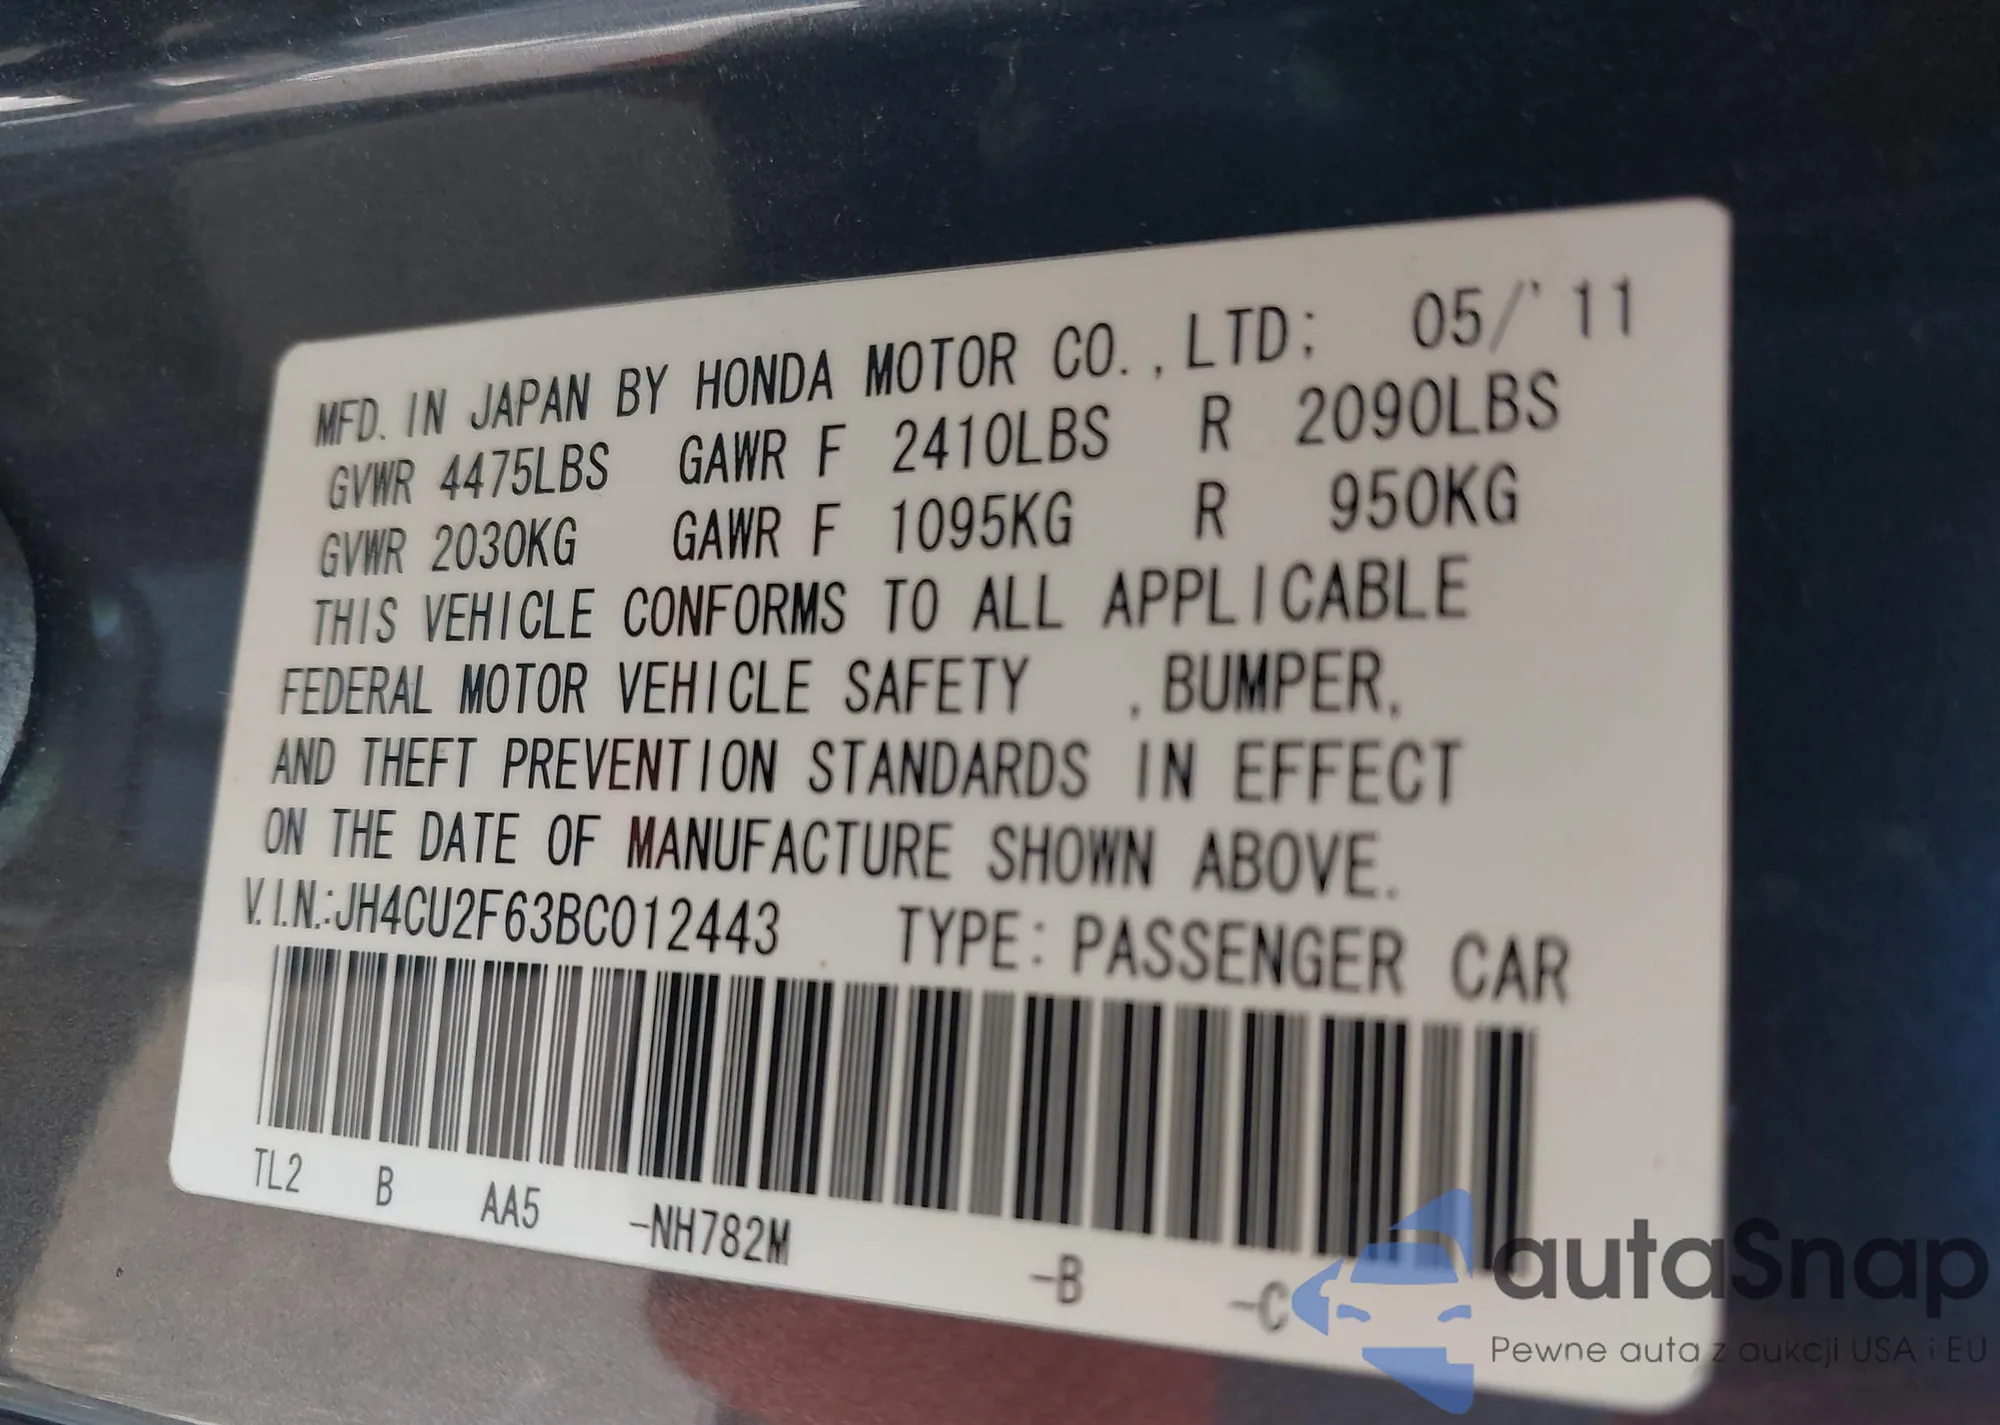 MFD. IN JAPAN BY HONDA MOTOR CO., LTD; 05/'11
GVWR 4475LBS GAWR F 2410LBS R 2090LBS
GVWR 2030KG GAWR F 1095KG R 950KG
THIS VEHICLE CONFORMS TO ALL APPLICABLE
FEDERAL MOTOR VEHICLE SAFETY , BUMPER,
AND THEFT PREVENTION STANDARDS IN EFFECT
ON THE DATE OF MANUFACTURE SHOWN ABOVE.
V.I.N.:JH4CU2F63BC012443 TYPE: PASSENGER CAR
TL2 B AA5 -NH782M -B -C
autaSnap
Pewne auta z aukcji USA i EU